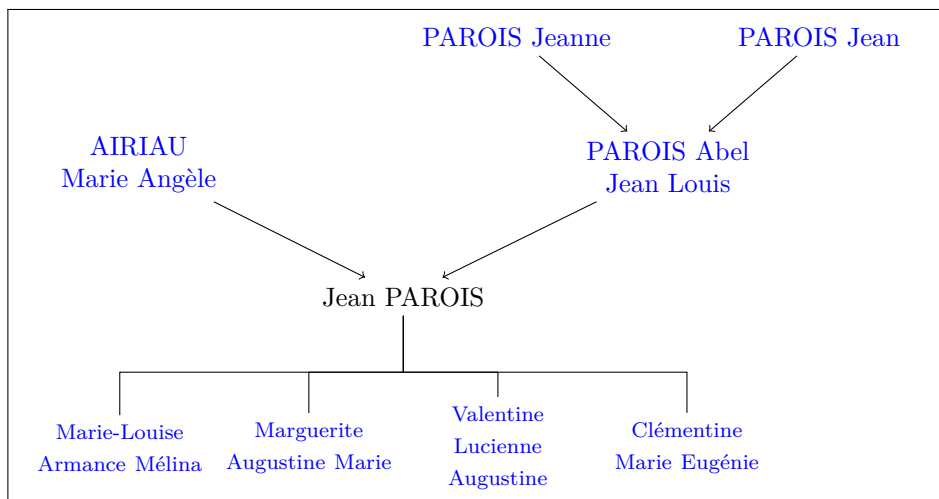 PAROIS Jeanne
PAROIS Jean
AIRIAU
Marie Angèle
PAROIS Abel
Jean Louis
Jean PAROIS
Marie-Louise
Armance Mélina
Marguerite
Augustine Marie
Valentine
Lucienne
Augustine
Clémentine
Marie Eugénie